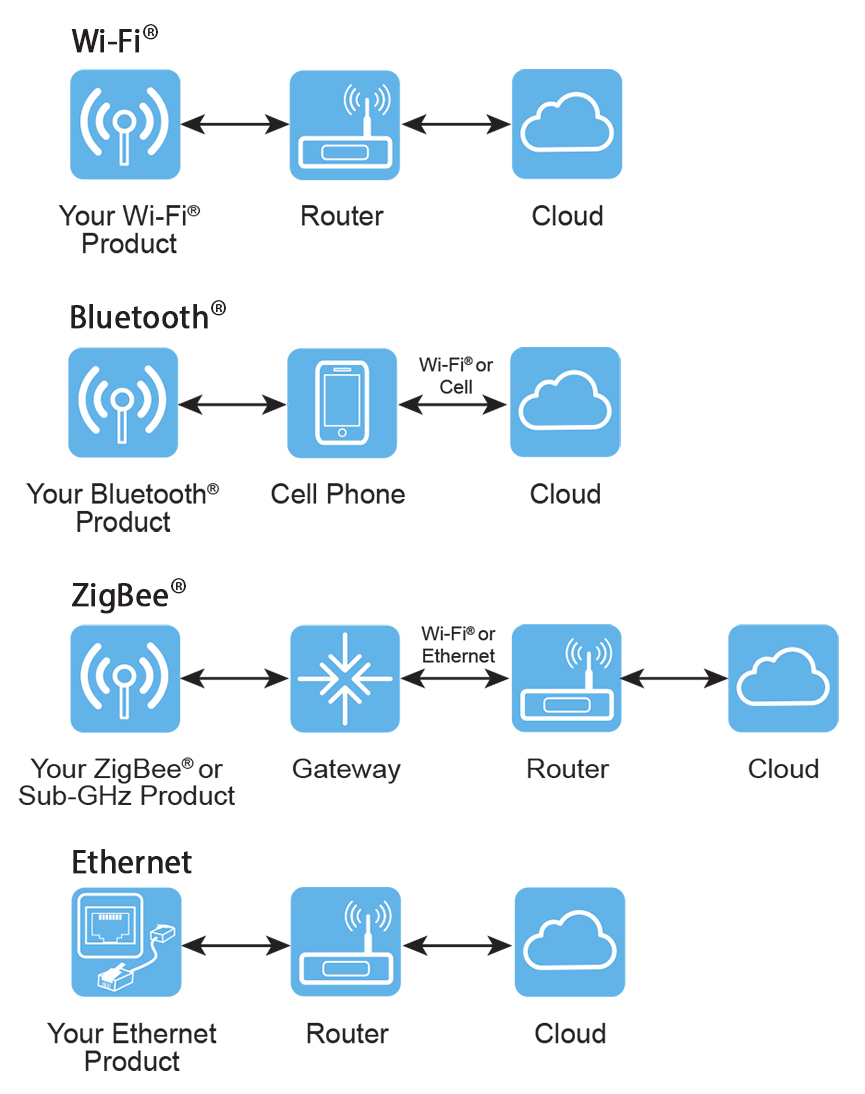 Wi-Fi®
Your Wi-Fi®
Product
Router
Cloud
Bluetooth®
Wi-Fi® or
Cell
Your Bluetooth®
Product
Cell Phone
Cloud
ZigBee®
Wi-Fi® or
Ethernet
Your ZigBee® or
Sub-GHz Product
Gateway
Router
Cloud
Ethernet
Your Ethernet
Product
Router
Cloud